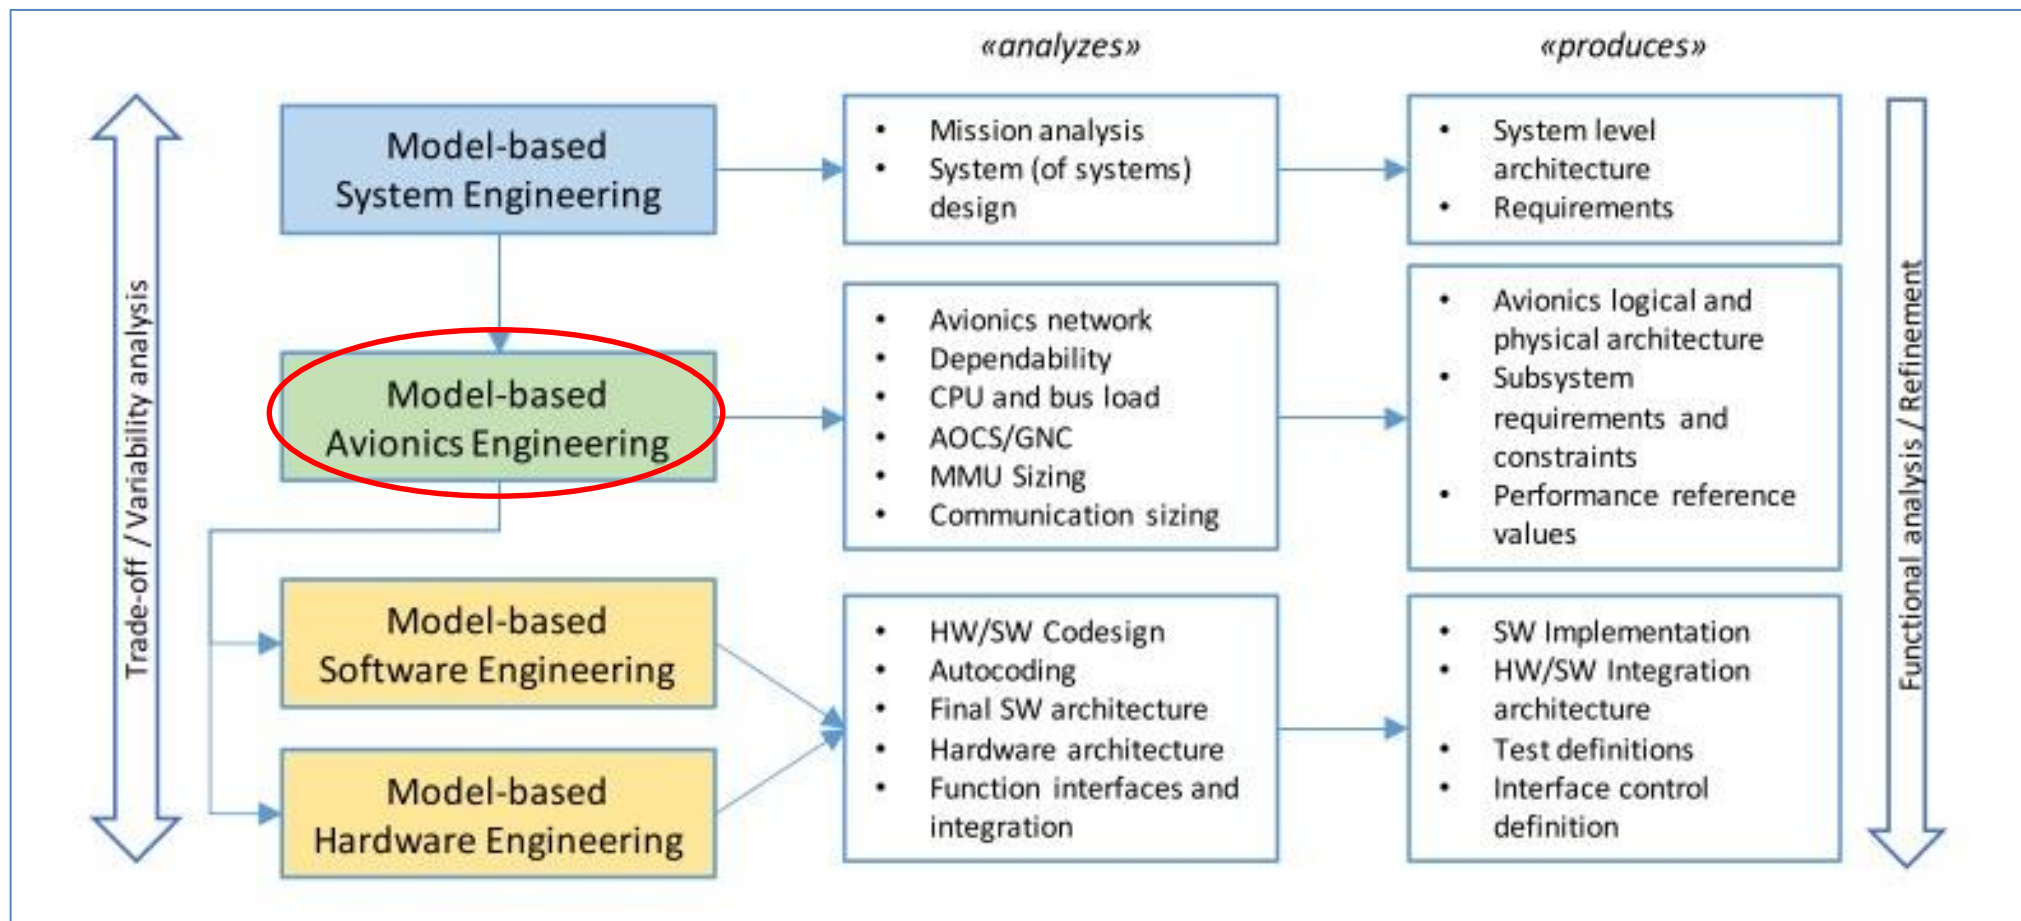 «analyzes»
«produces»
Trade-off / Variability analysis
Model-based
System Engineering
• Mission analysis
• System (of systems)
design
• System level
architecture
• Requirements
Model-based
Avionics Engineering
• Avionics network
• Dependability
• CPU and bus load
• AOCS/GNC
• MMU Sizing
• Communication sizing
• Avionics logical and
physical architecture
• Subsystem
requirements and
constraints
• Performance reference
values
Model-based
Software Engineering
Model-based
Hardware Engineering
• HW/SW Codesign
• Autocoding
• Final SW architecture
• Hardware architecture
• Function interfaces and
integration
• SW Implementation
• HW/SW Integration
architecture
• Test definitions
• Interface control
definition
Functional analysis / Refinement